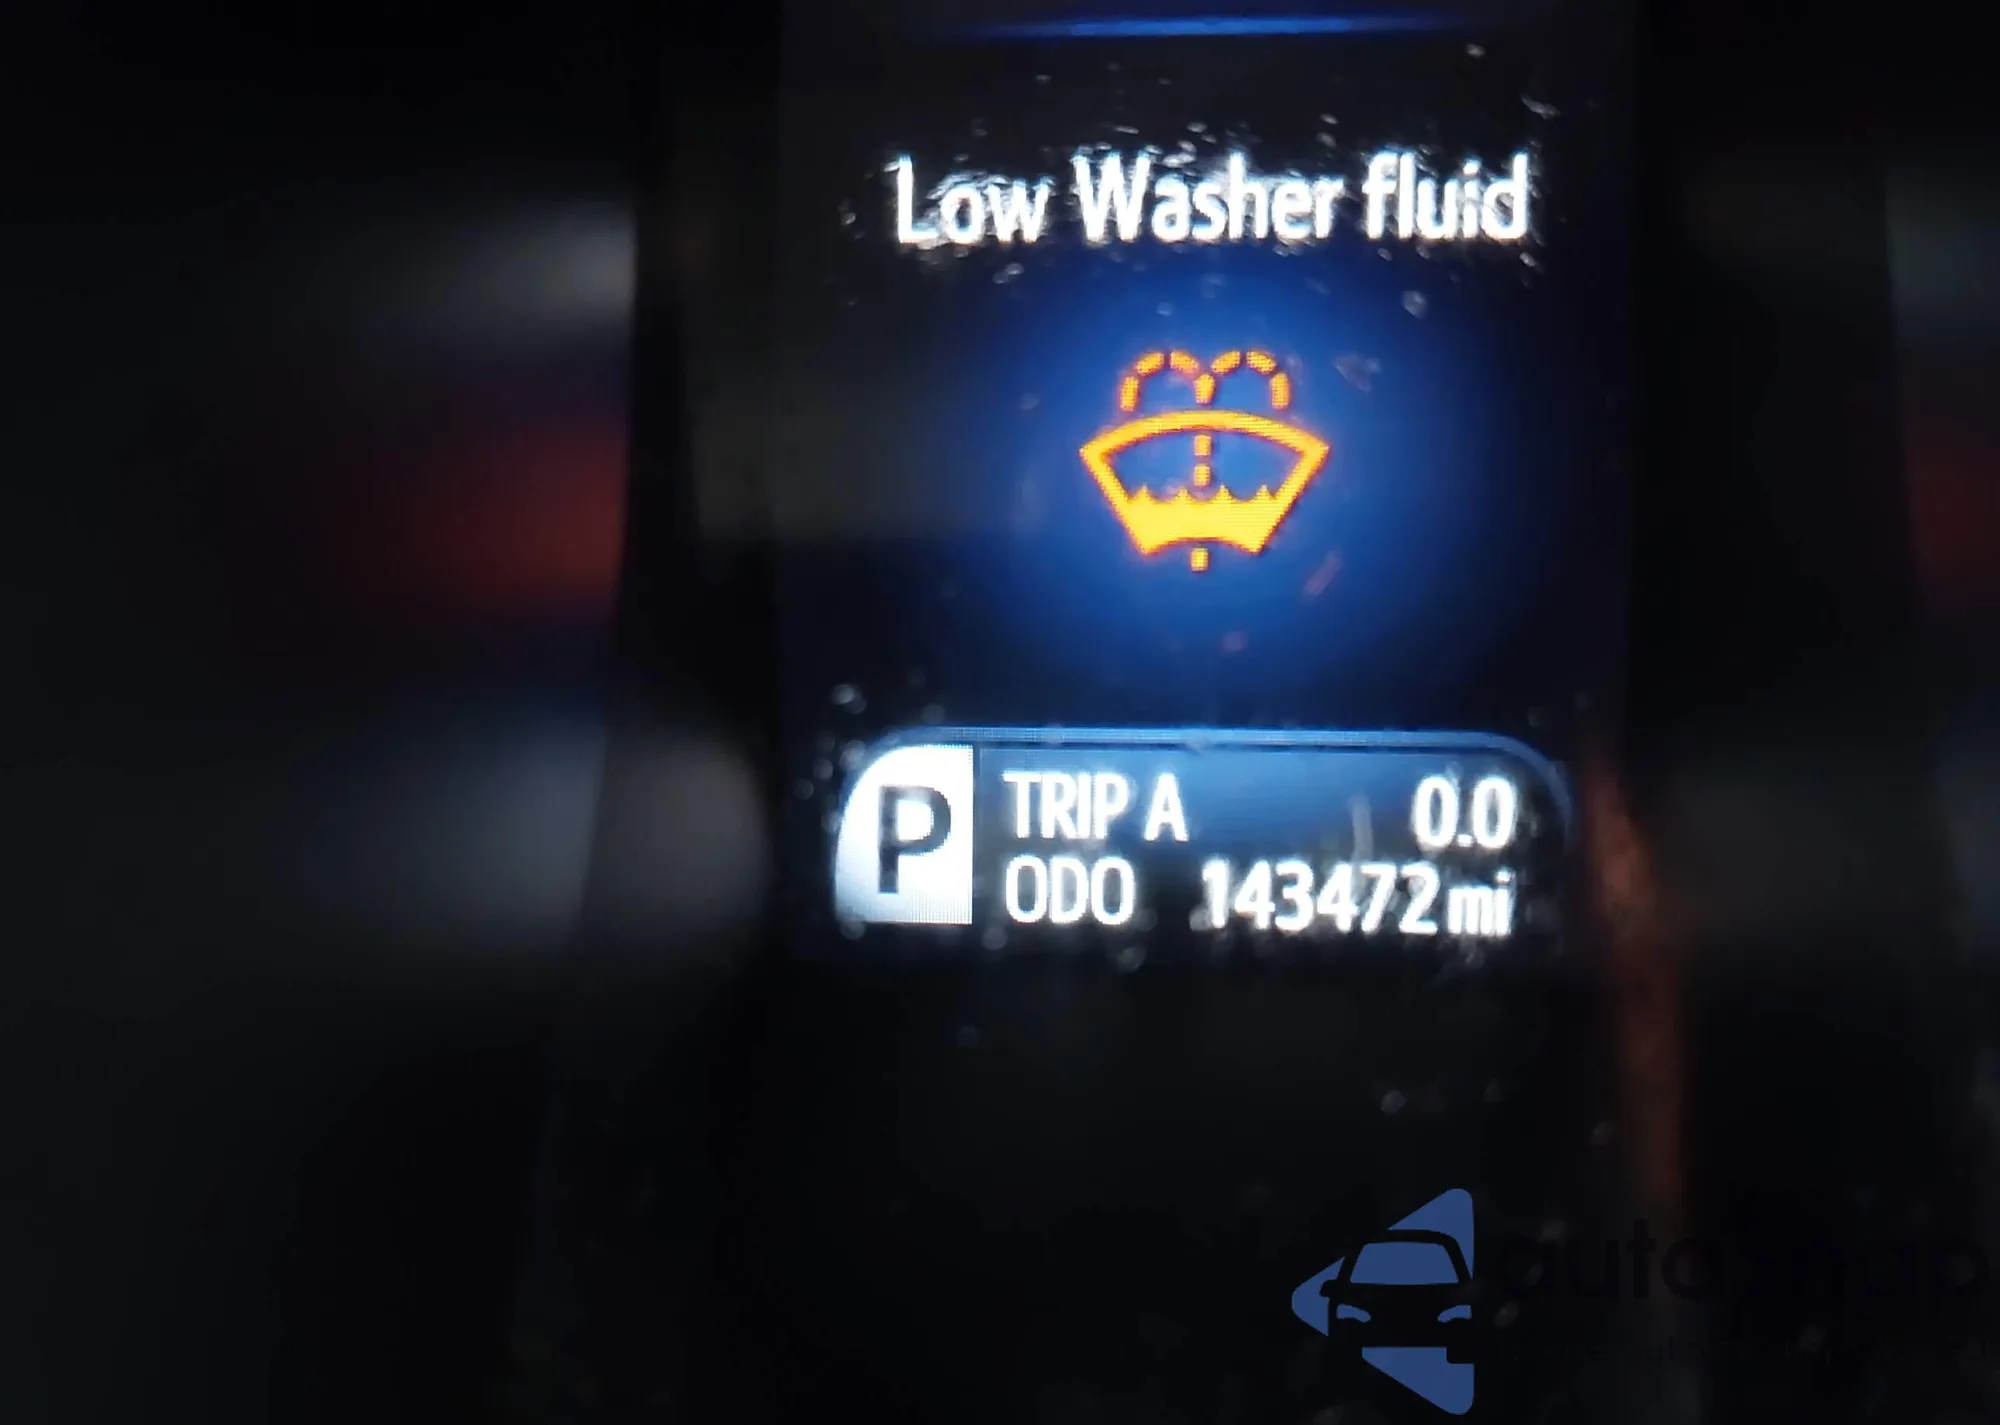 Low Washer fluid
P
TRIP A 0.0
ODO 143472 mi